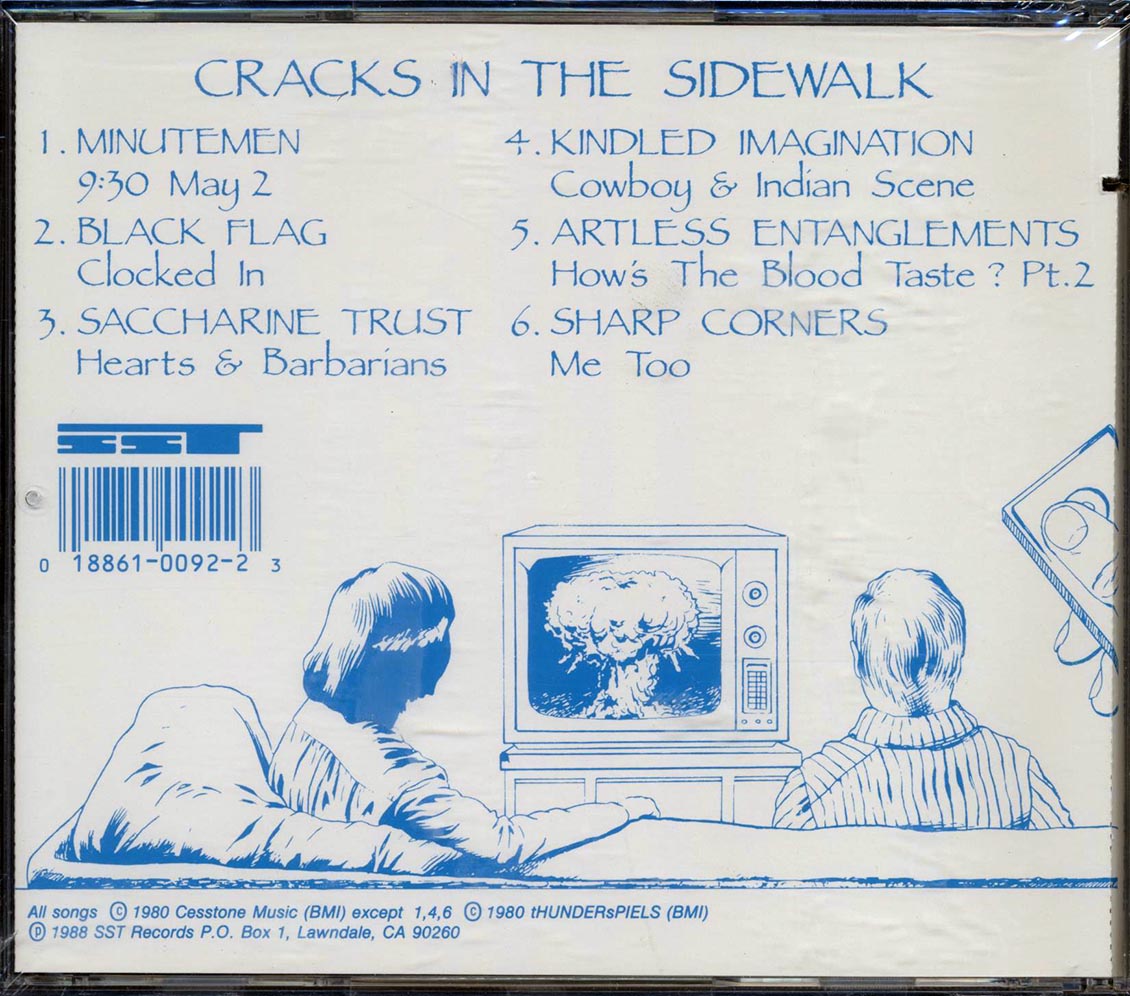 CRACKS IN THE SIDEWALK
1. MINUTEMEN
9:30 May 2
2. BLACK FLAG
Clocked In
3. SACCHARINE TRUST
Hearts & Barbarians
4. KINDLED IMAGINATION
Cowboy & Indian Scene
5. ARTLESS ENTANGLEMENTS
How's The Blood Taste? Pt.2
6. SHARP CORNERS
Me Too
SST
0 18861-0092-2 3
All songs © 1980 Cesstone Music (BMI) except 1,4,6 © 1980 tHUNDERsPIELS (BMI)
℗ 1988 SST Records P.O. Box 1, Lawndale, CA 90260